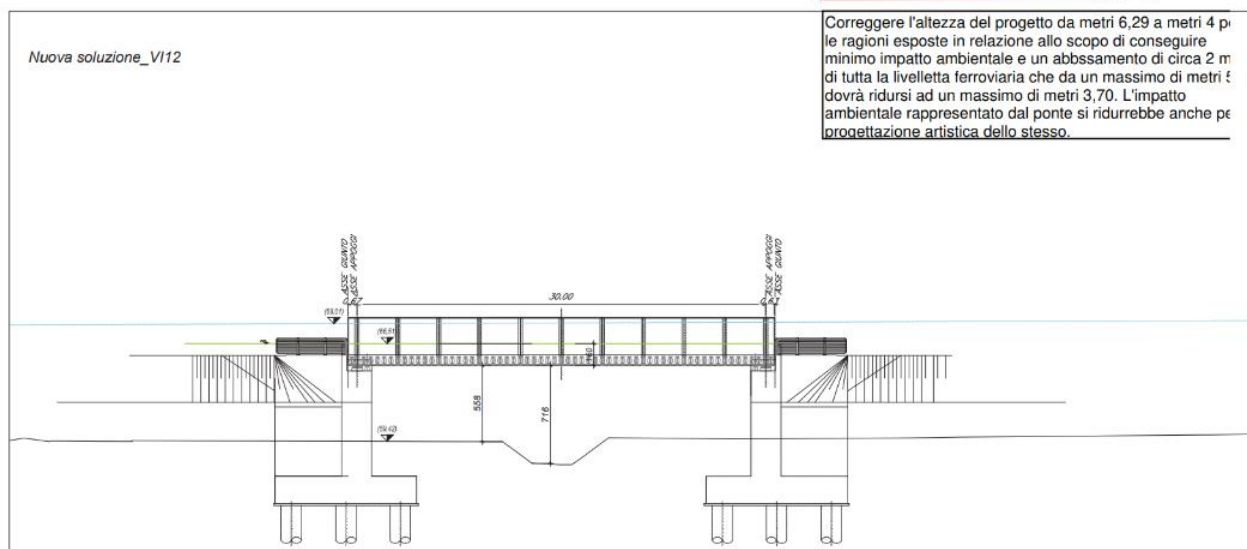 Correggere l'altezza del progetto da metri 6,29 a metri 4
le ragioni esposte in relazione allo scopo di conseguire
minimo impatto ambientale e un abbssamento di circa 2 m
di tutta la livelletta ferroviaria che da un massimo di metri
dovrà ridursi ad un massimo di metri 3,70. L'impatto
ambientale rappresentato dal ponte si ridurrebbe anche
progettazione artistica dello stesso.
Nuova soluzione_VI12
ASSE GIUNTO
ASSE APPOGGI
ASSE APPOGGI
ASSE GIUNTO
30.00
160
558
716